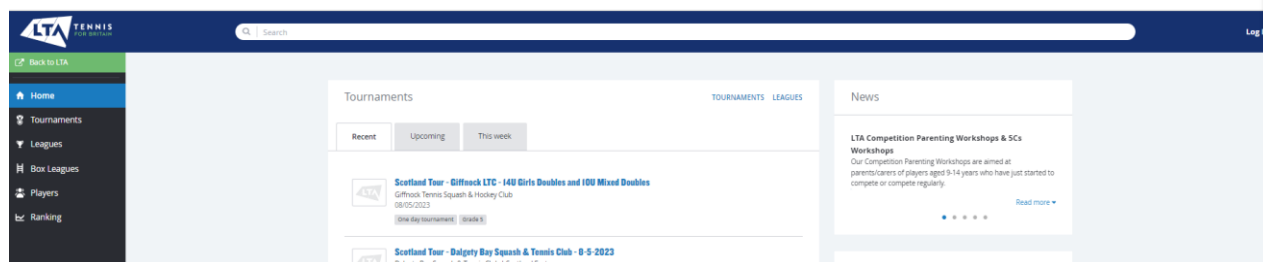 LTA TENNIS
FOR BRITAIN
Search
Log
Back to LTA
Home
Tournaments
Leagues
Box Leagues
Players
Ranking
Tournaments
TOURNAMENTS LEAGUES
Recent Upcoming This week
LTA
Scotland Tour - Giffnock LTC - 14U Girls Doubles and 10U Mixed Doubles
Giffnock Tennis Squash & Hockey Club
08/05/2023
One day tournament Grade 5
LTA
Scotland Tour - Dalgety Bay Squash & Tennis Club - 8-5-2023
News
LTA Competition Parenting Workshops & 5Cs
Workshops
Our Competition Parenting Workshops are aimed at
parents/carers of players aged 9-14 years who have just started to
compete or compete regularly.
Read more